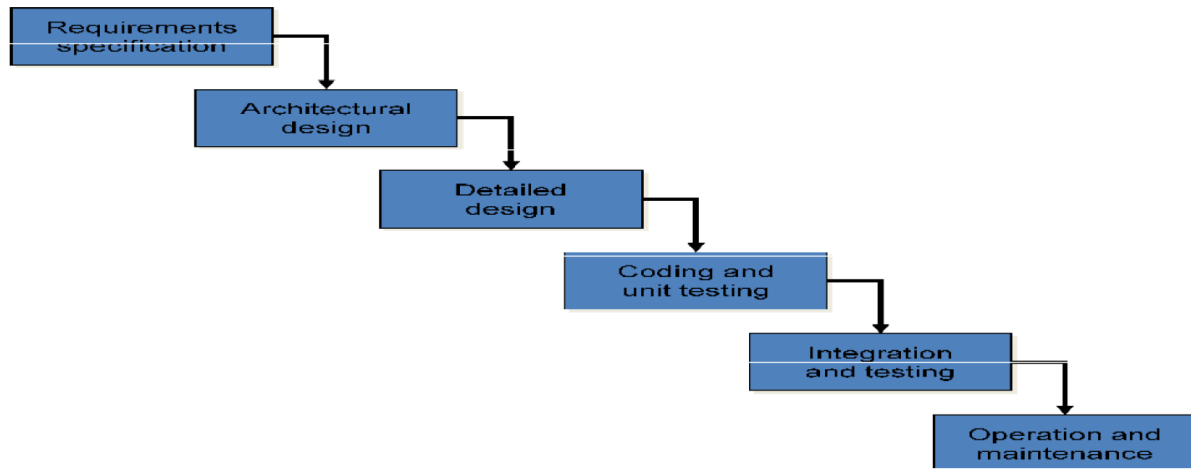 Requirements
specification
Architectural
design
Detailed
design
Coding and
unit testing
Integration
and testing
Operation and
maintenance